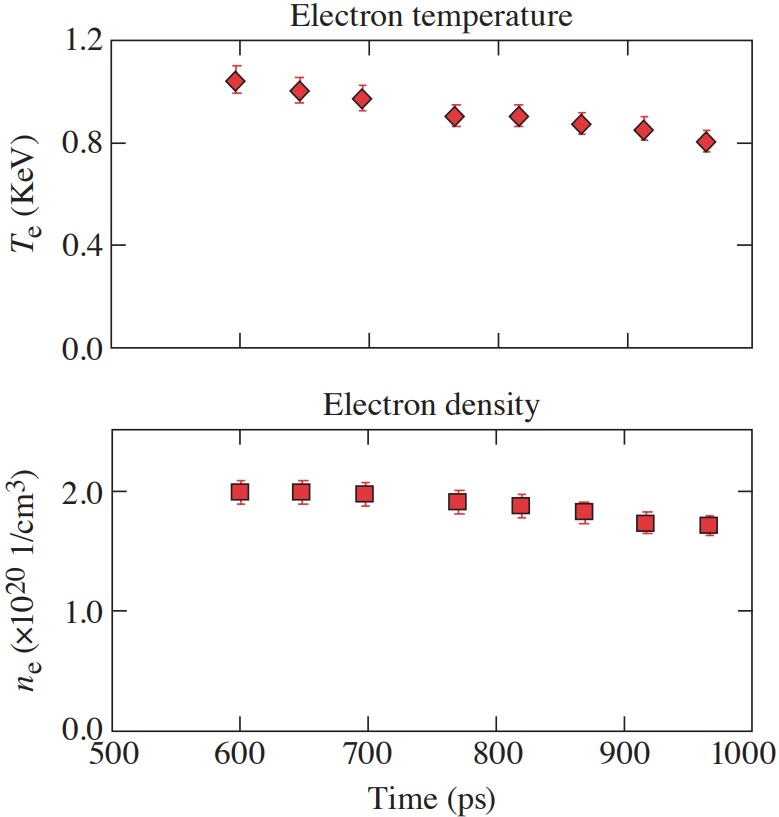 Electron temperature
1.2
0.8
0.4
0.0
Tₑ (KeV)
Electron density
2.0
1.0
0.0
nₑ (×10²⁰ 1/cm³)
500 600 700 800 900 1000
Time (ps)